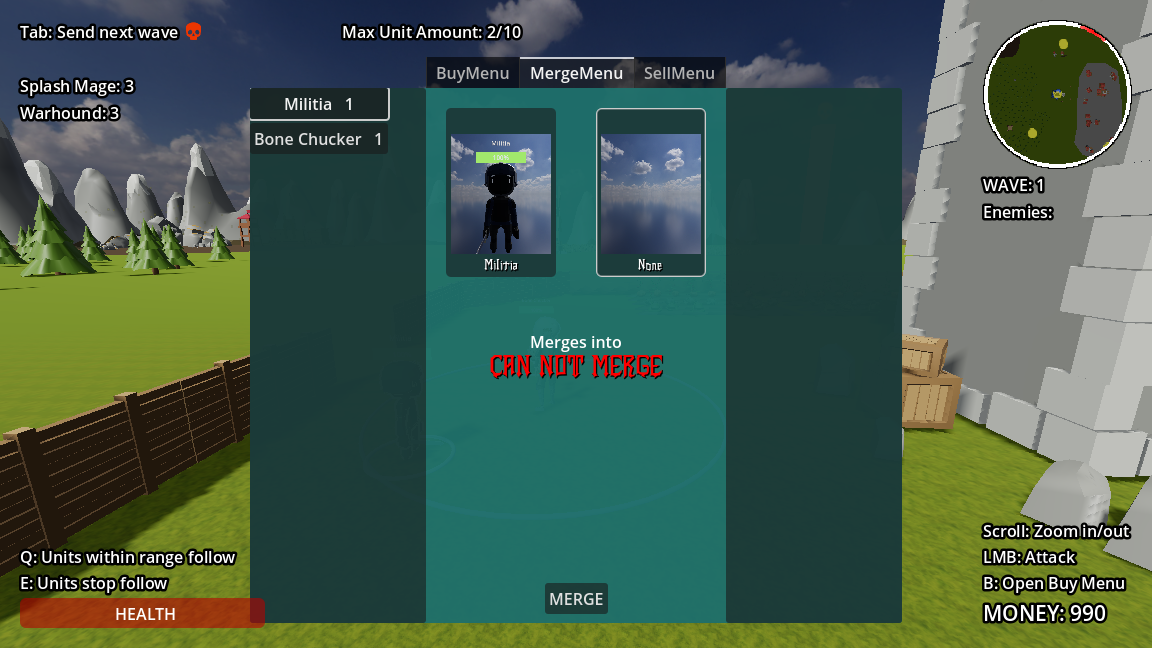 Tab: Send next wave
Max Unit Amount: 2/10
Splash Mage: 3
Warhound: 3
BuyMenu MergeMenu SellMenu
Militia 1
Bone Chucker 1
Militia
100%
Militia
None
Merges into
CAN NOT MERGE
MERGE
WAVE: 1
Enemies:
Q: Units within range follow
E: Units stop follow
HEALTH
Scroll: Zoom in/out
LMB: Attack
B: Open Buy Menu
MONEY: 990